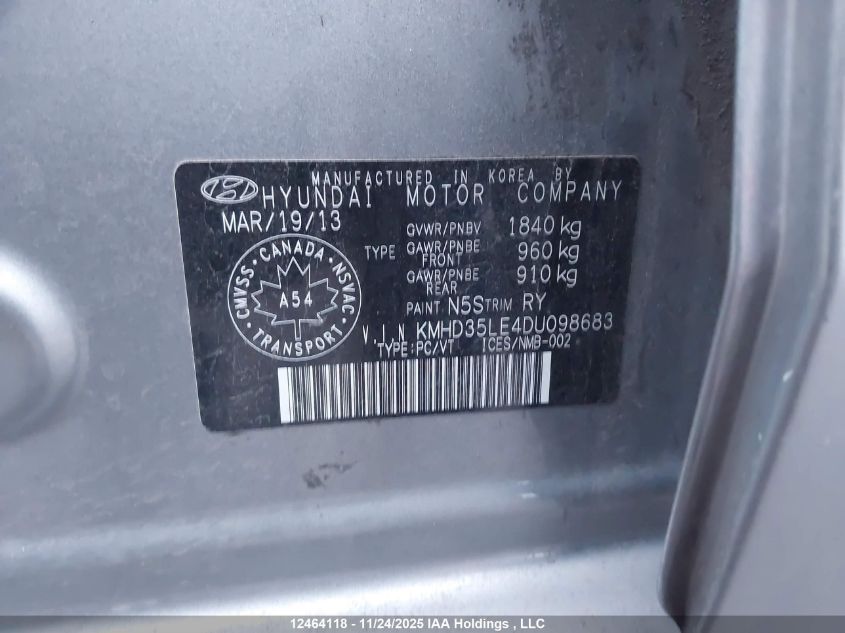 MANUFACTURED IN KOREA BY
HYUNDAI MOTOR COMPANY
MAR/19/13
GVWR/PNBV 1840 kg
TYPE GAWR/PNBE FRONT 960 kg
GAWR/PNBE REAR 910 kg
PAINT N5S TRIM RY
V.I.N KMHD35LE4DU098683
TYPE:PC/VT ICES/NMB-002
CMVSS · CANADA · NSVAC
A54
TRANSPORT
12464118 - 11/24/2025 IAA Holdings , LLC